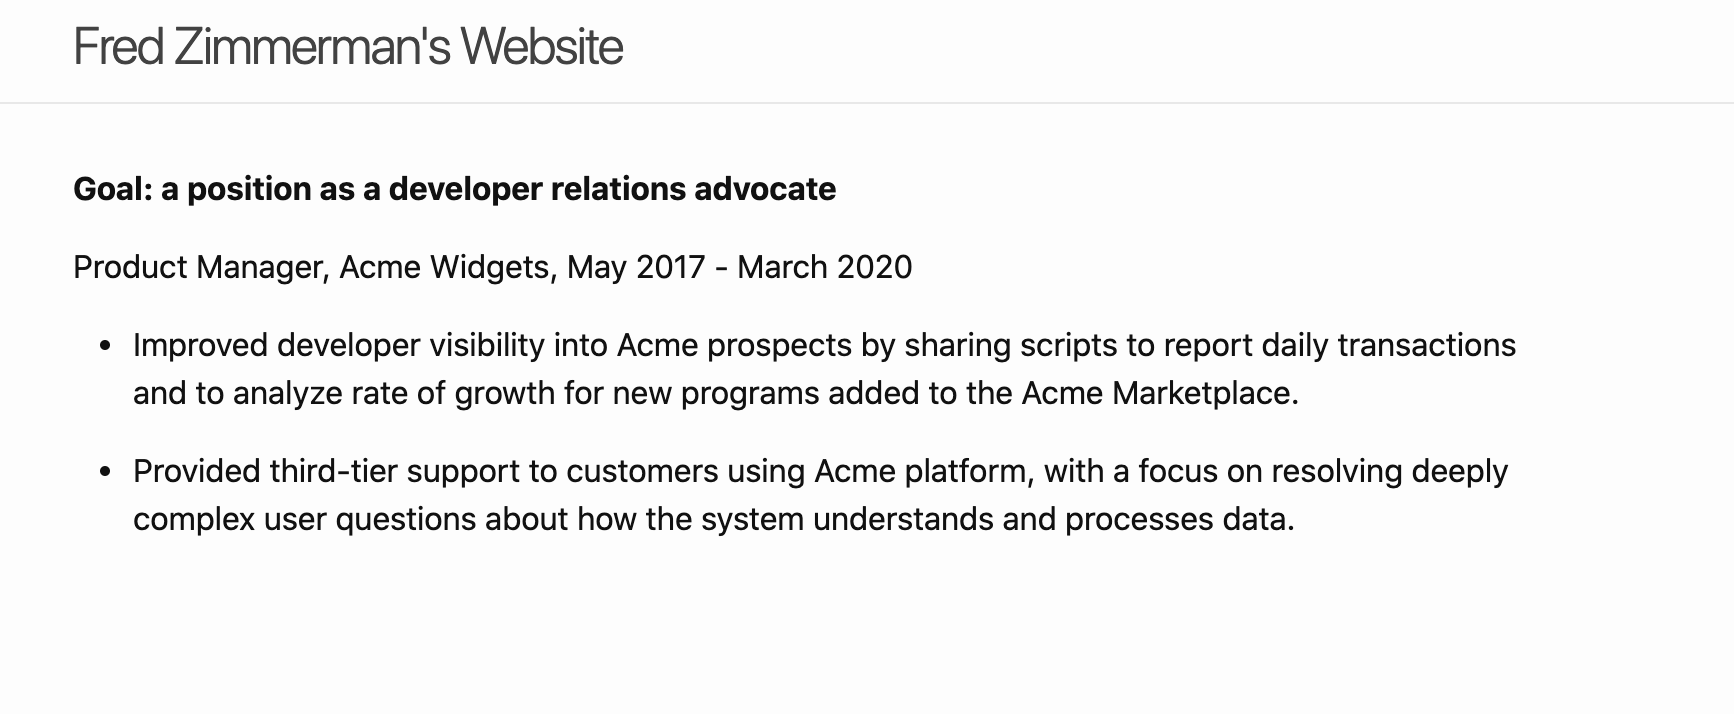 Fred Zimmerman's Website
Goal: a position as a developer relations advocate
Product Manager, Acme Widgets, May 2017 - March 2020
• Improved developer visibility into Acme prospects by sharing scripts to report daily transactions
and to analyze rate of growth for new programs added to the Acme Marketplace.
• Provided third-tier support to customers using Acme platform, with a focus on resolving deeply
complex user questions about how the system understands and processes data.